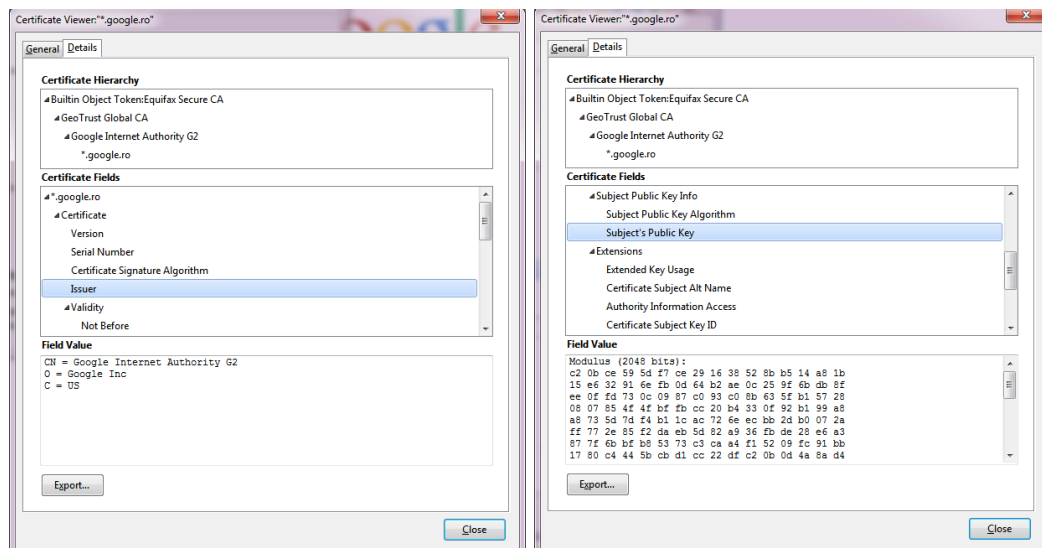 Certificate Viewer:"*.google.ro"
General Details
Certificate Hierarchy
Builtin Object Token:Equifax Secure CA
GeoTrust Global CA
Google Internet Authority G2
*.google.ro
Certificate Fields
*.google.ro
Certificate
Version
Serial Number
Certificate Signature Algorithm
Issuer
Validity
Not Before
Field Value
CN = Google Internet Authority G2
O = Google Inc
C = US
Export...
Close
Certificate Viewer:"*.google.ro"
General Details
Certificate Hierarchy
Builtin Object Token:Equifax Secure CA
GeoTrust Global CA
Google Internet Authority G2
*.google.ro
Certificate Fields
Subject Public Key Info
Subject Public Key Algorithm
Subject's Public Key
Extensions
Extended Key Usage
Certificate Subject Alt Name
Authority Information Access
Certificate Subject Key ID
Field Value
Modulus (2048 bits):
c2 0b ce 59 5d f7 ce 29 16 38 52 8b b5 14 a8 1b
15 e6 32 91 6e fb 0d 64 b2 ae 0c 25 9f 6b db 8f
ee 0f fd 73 0c 09 87 c0 93 c0 8b 63 5f b1 57 28
08 07 85 4f 4f bf fb cc 20 b4 33 0f 92 b1 99 a8
a8 73 5d 7d f4 b1 1c ac 72 6e ec bb 2d b0 07 2a
ff 77 2e 85 f2 da eb 5d 82 a9 36 fb de 28 e6 a3
87 7f 6b bf b8 53 73 c3 ca a4 f1 52 09 fc 91 bb
17 80 c4 44 5b cb d1 cc 22 df c2 0b 0d 4a 8a d4
Export...
Close